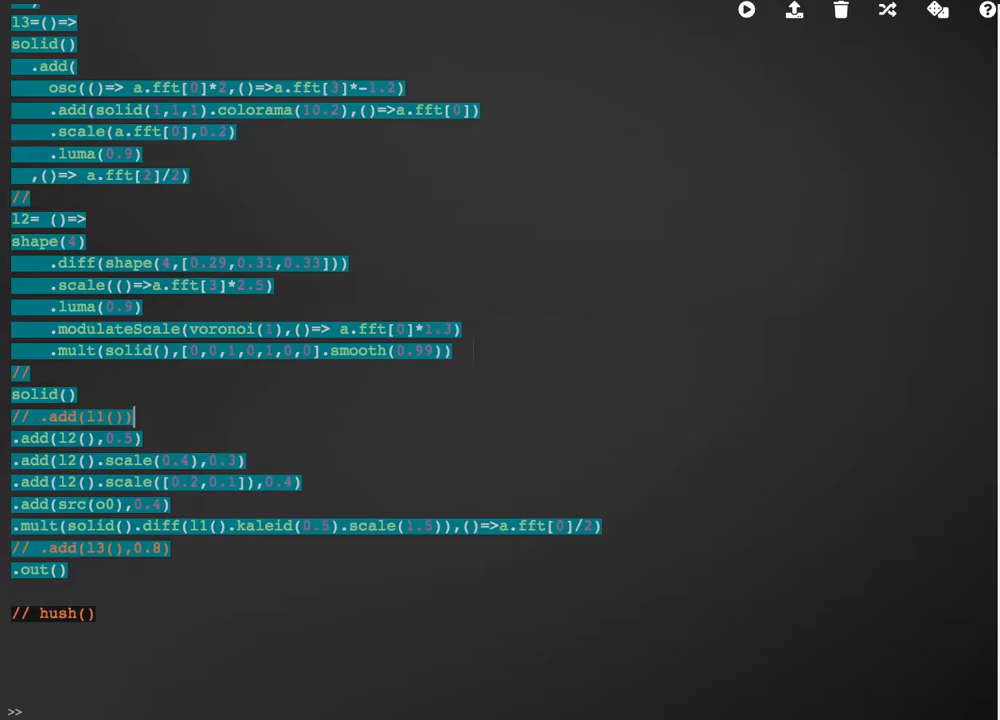 l3=()=>
solid()
.add(
osc(()=> a.fft[0]*2,()=>a.fft[3]*-1.2)
.add(solid(1,1,1).colorama(10.2),()=>a.fft[0])
.scale(a.fft[0],0.2)
.luma(0.9)
,()=> a.fft[2]/2)
//
l2= ()=>
shape(4)
.diff(shape(4,[0.29,0.31,0.33]))
.scale(()=>a.fft[3]*2.5)
.luma(0.9)
.modulateScale(voronoi(1),()=> a.fft[0]*1.3)
.mult(solid(),[0,0,1,0,1,0,0].smooth(0.99))
//
solid()
// .add(l1())
.add(l2(),0.5)
.add(l2().scale(0.4),0.3)
.add(l2().scale([0.2,0.1]),0.4)
.add(src(o0),0.4)
.mult(solid().diff(l1().kaleid(0.5).scale(1.5)),()=>a.fft[0]/2)
// .add(l3(),0.8)
.out()
// hush()
>>